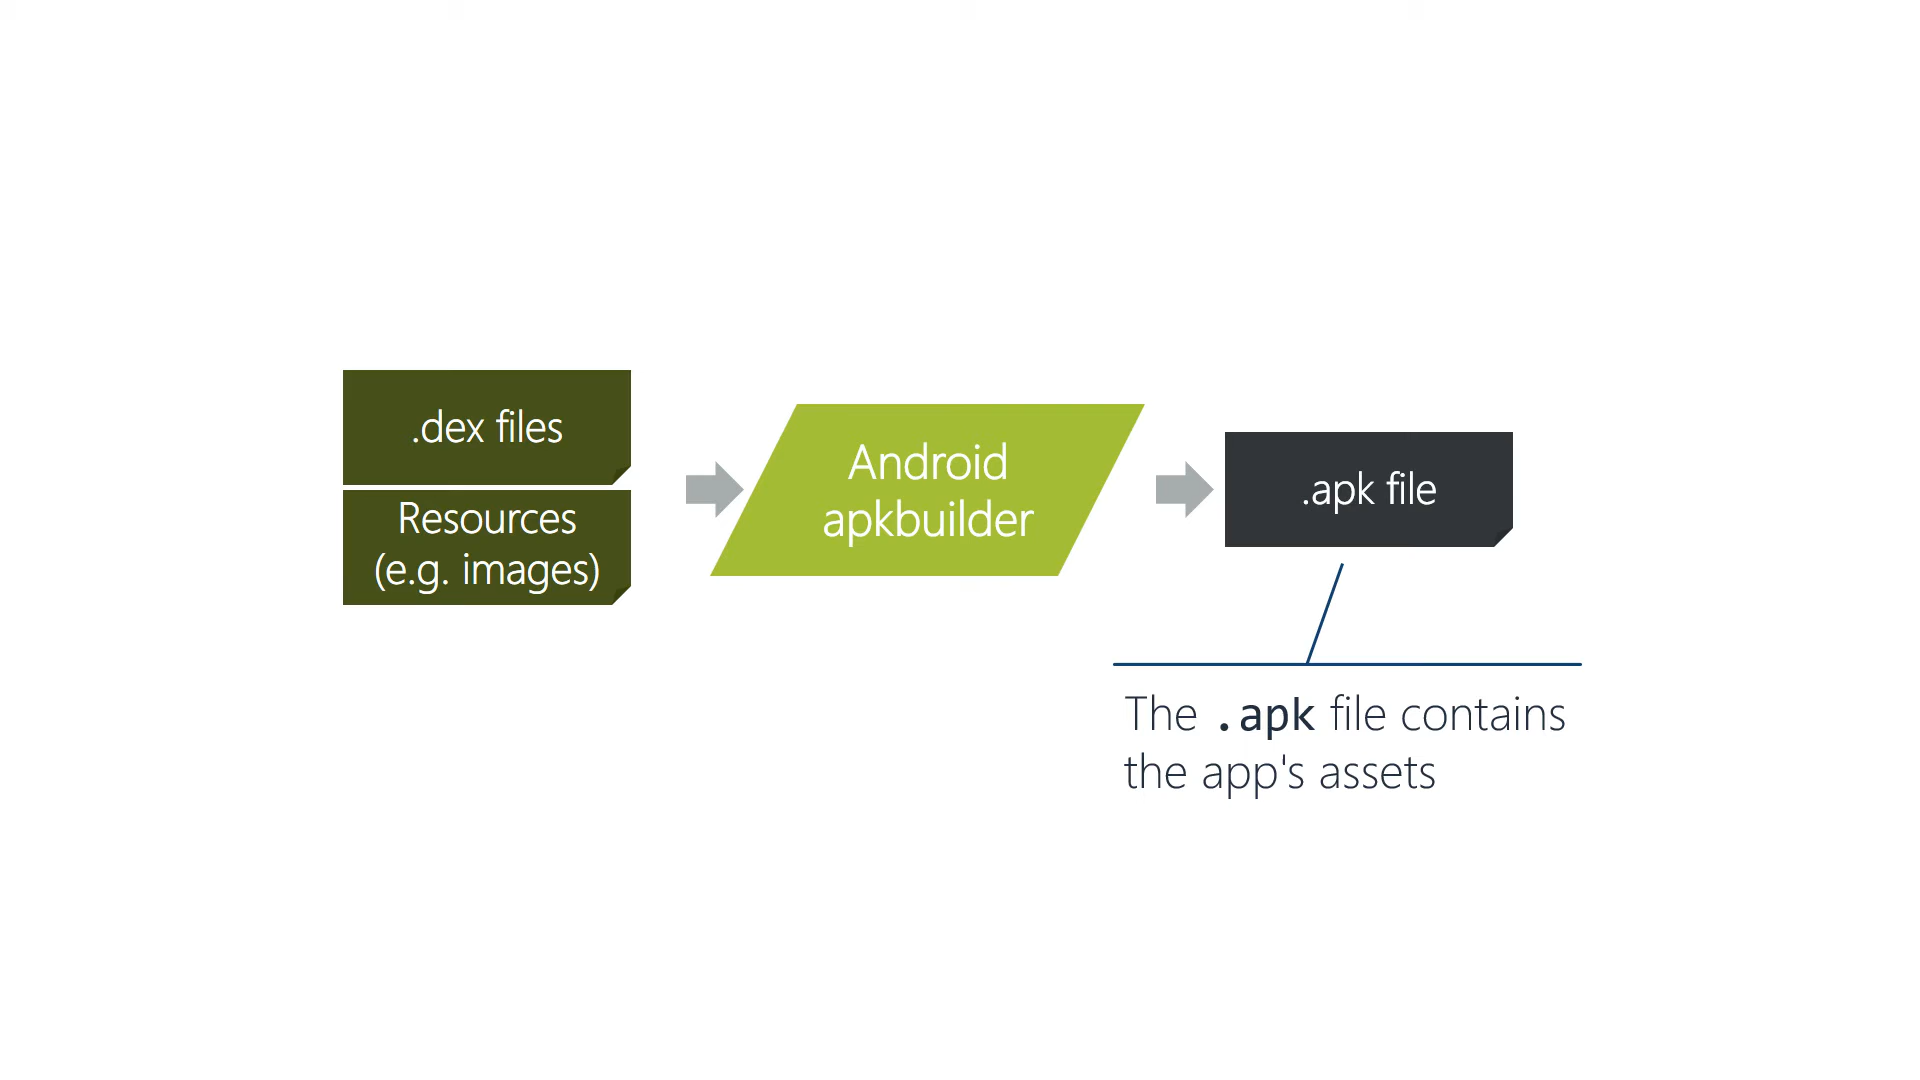 .dex files
Resources
(e.g. images)
Android
apkbuilder
.apk file
The .apk file contains
the app's assets